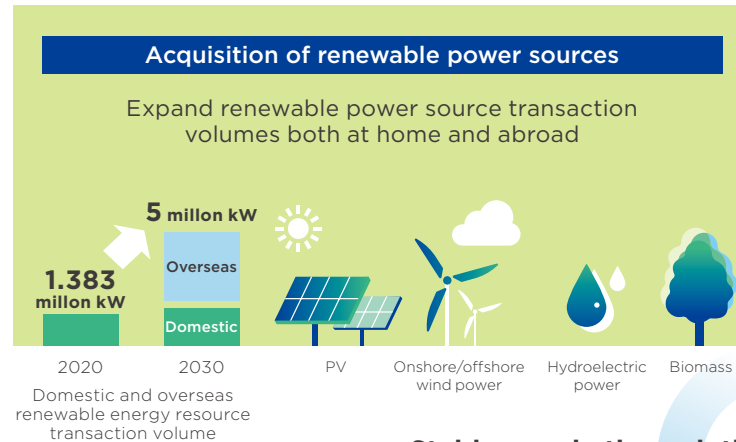 Acquisition of renewable power sources
Expand renewable power source transaction
volumes both at home and abroad
5 millon kW
Overseas
1.383
millon kW
Domestic
2020
2030
PV
Onshore/offshore
wind power
Hydroelectric
power
Biomass
Domestic and overseas
renewable energy resource
transaction volume